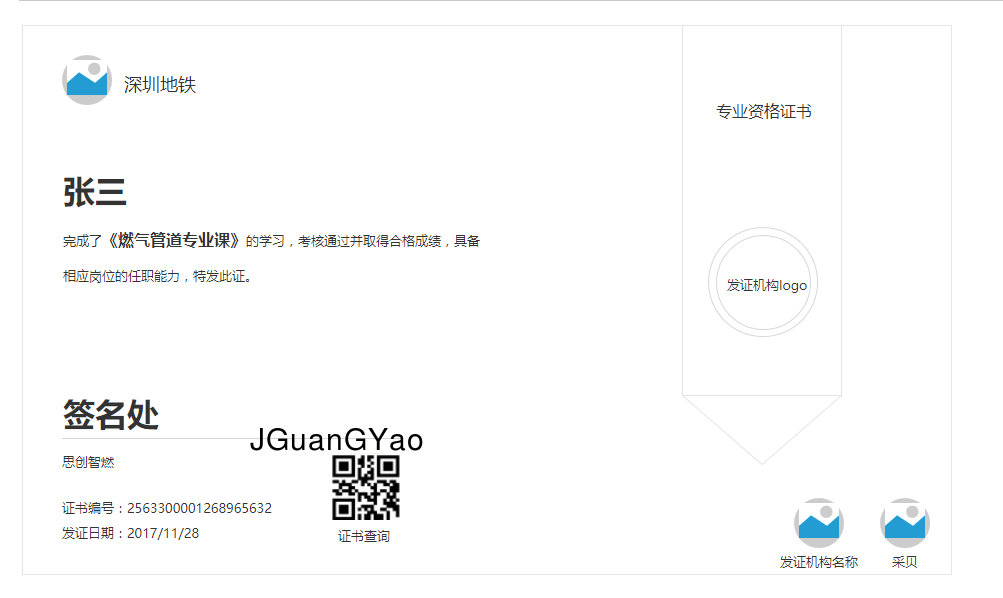 深圳地铁
专业资格证书
张三
完成了《燃气管道专业课》的学习，考核通过并取得合格成绩，具备
相应岗位的任职能力，特发此证。
发证机构logo
签名处
JGuanGYao
思创智燃
证书编号：2563300001268965632
发证日期：2017/11/28
证书查询
发证机构名称
采贝